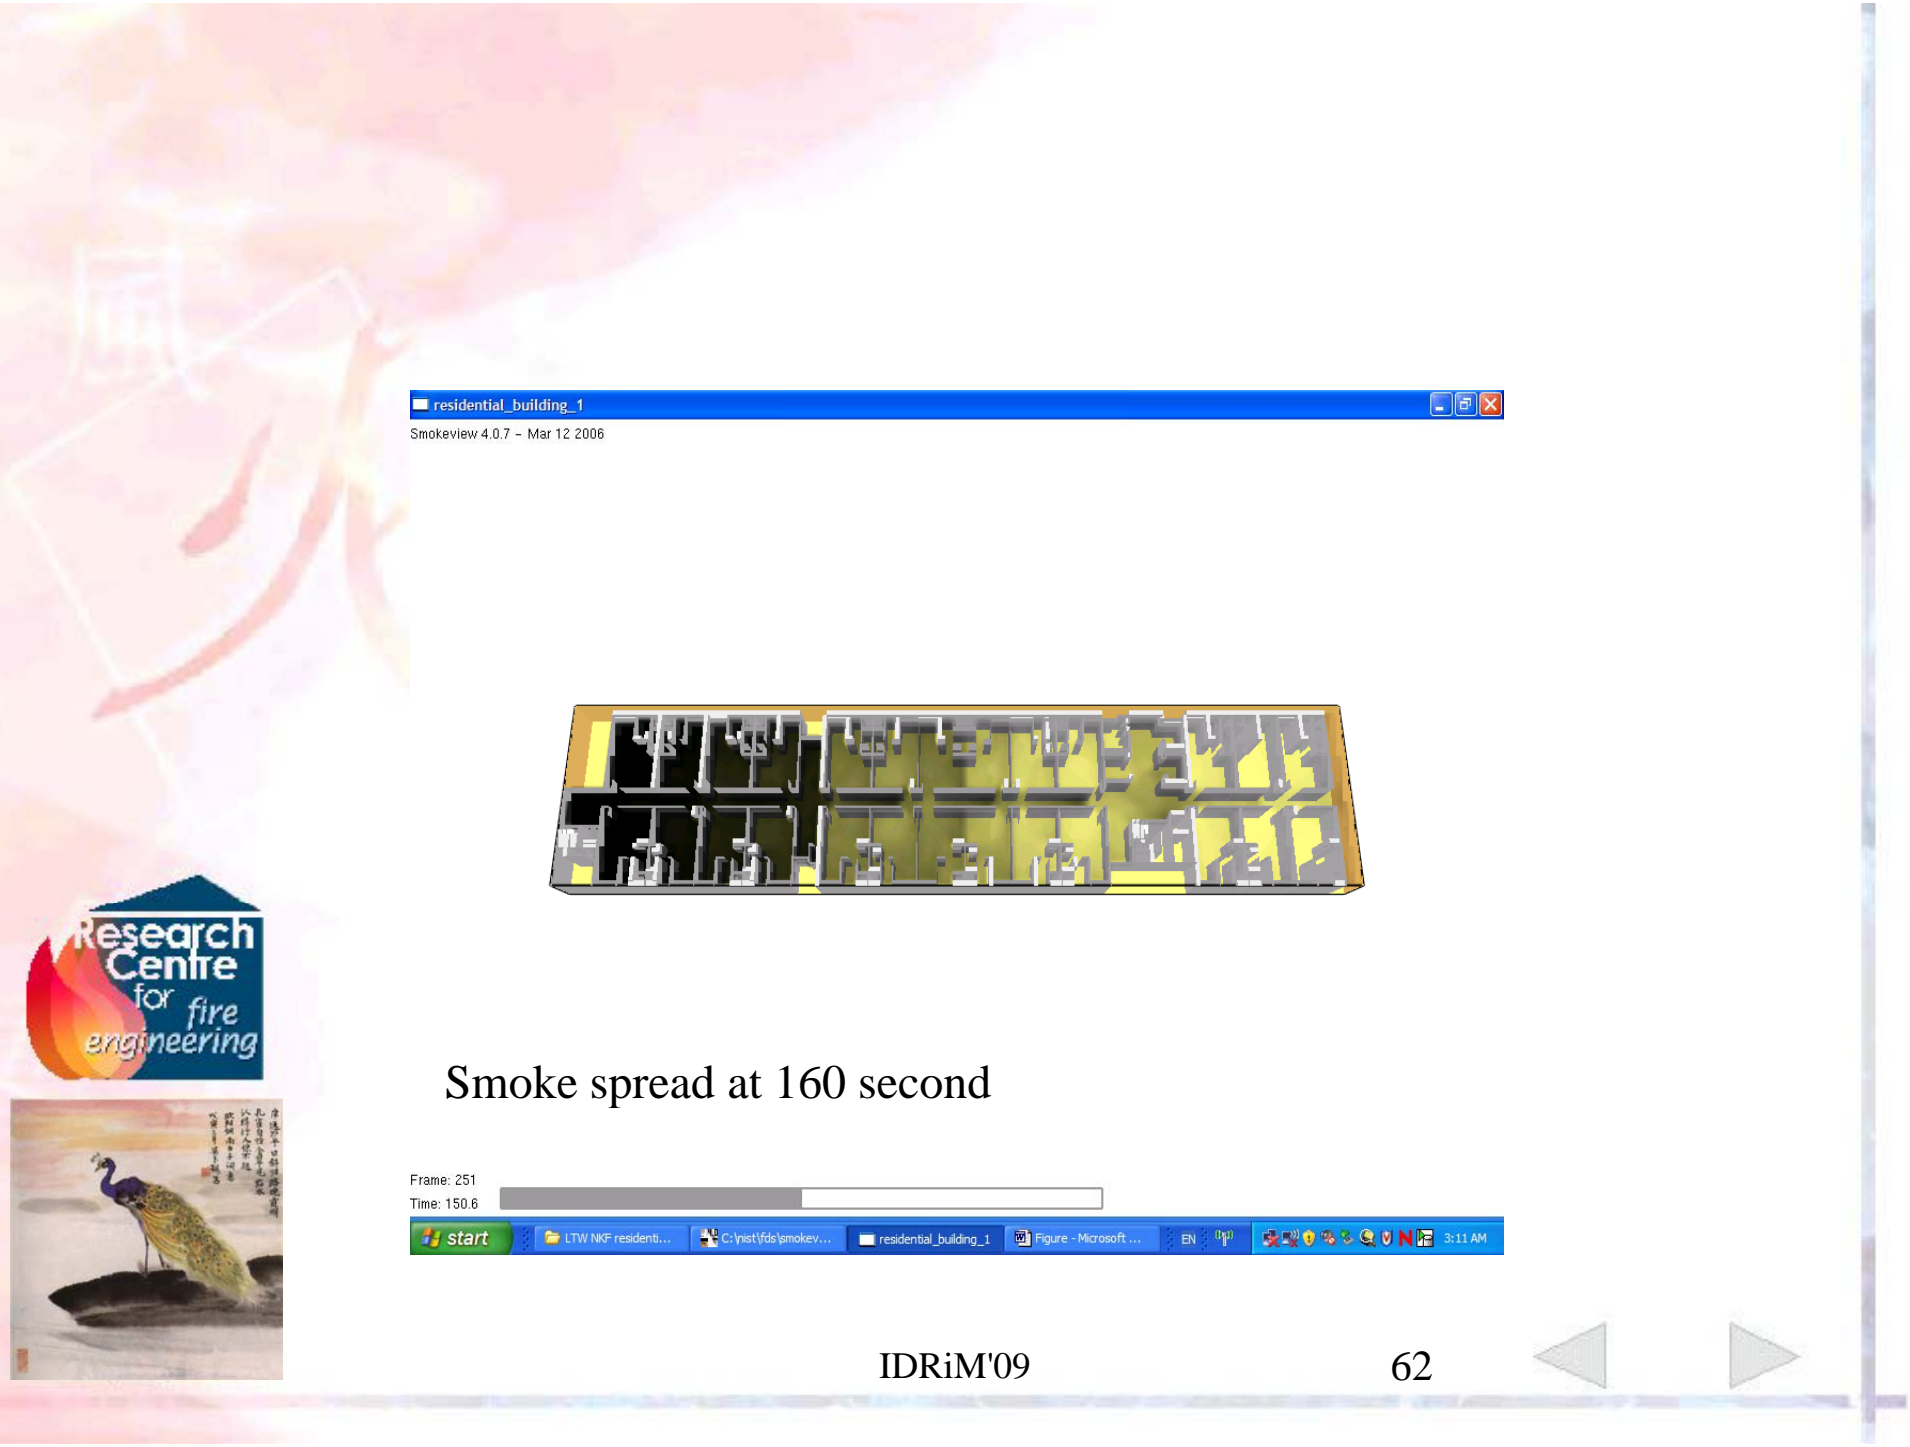 風
火
residential_building_1
Smokeview 4.0.7 - Mar 12 2006
Research
Centre
for
fire
engineering
Smoke spread at 160 second
Frame: 251
Time: 150.6
start
LTW NKF residenti...
C:\nist\fds\smokev...
residential_building_1
Figure - Microsoft ...
EN
3:11 AM
IDRiM'09
62